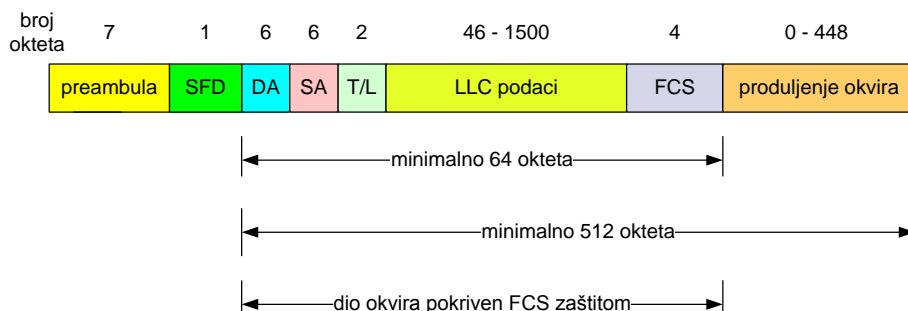 broj okteta 7 1 6 6 2 46 - 1500 4 0 - 448
preambula SFD DA SA T/L LLC podaci FCS produljenje okvira
minimalno 64 okteta
minimalno 512 okteta
dio okvira pokriven FCS zaštitom